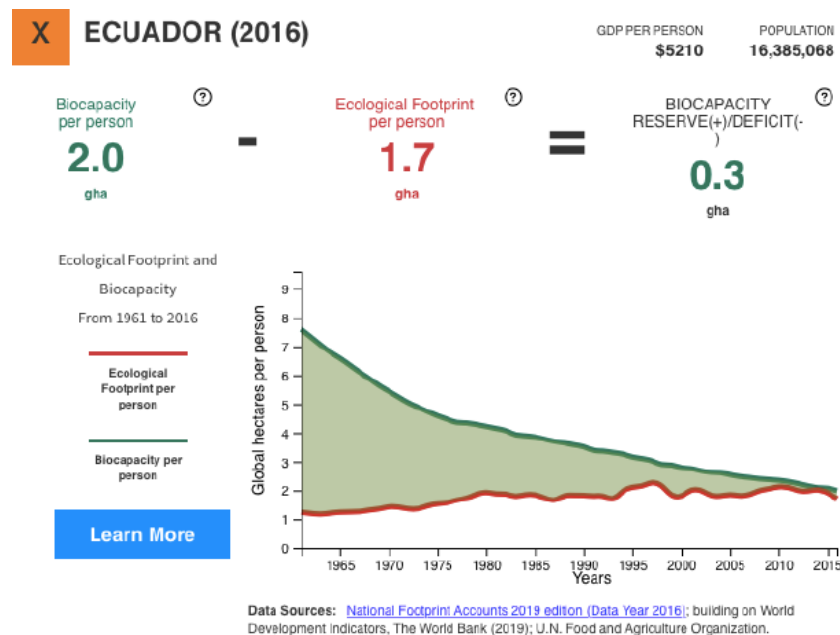 X
ECUADOR (2016)
GDP PER PERSON
$5210
POPULATION
16,385,068
Biocapacity
per person
?
2.0
gha
-
Ecological Footprint
per person
?
1.7
gha
=
BIOCAPACITY
RESERVE(+)/DEFICIT(-
)
?
0.3
gha
Ecological Footprint and
Biocapacity
From 1961 to 2016
Ecological
Footprint per
person
Biocapacity per
person
Learn More
Global hectares per person
9
8
7
6
5
4
3
2
1
0
1965 1970 1975 1980 1985 1990 1995 2000 2005 2010 2015
Years
Data Sources: National Footprint Accounts 2019 edition (Data Year 2016); building on World
Development Indicators, The World Bank (2019); U.N. Food and Agriculture Organization.